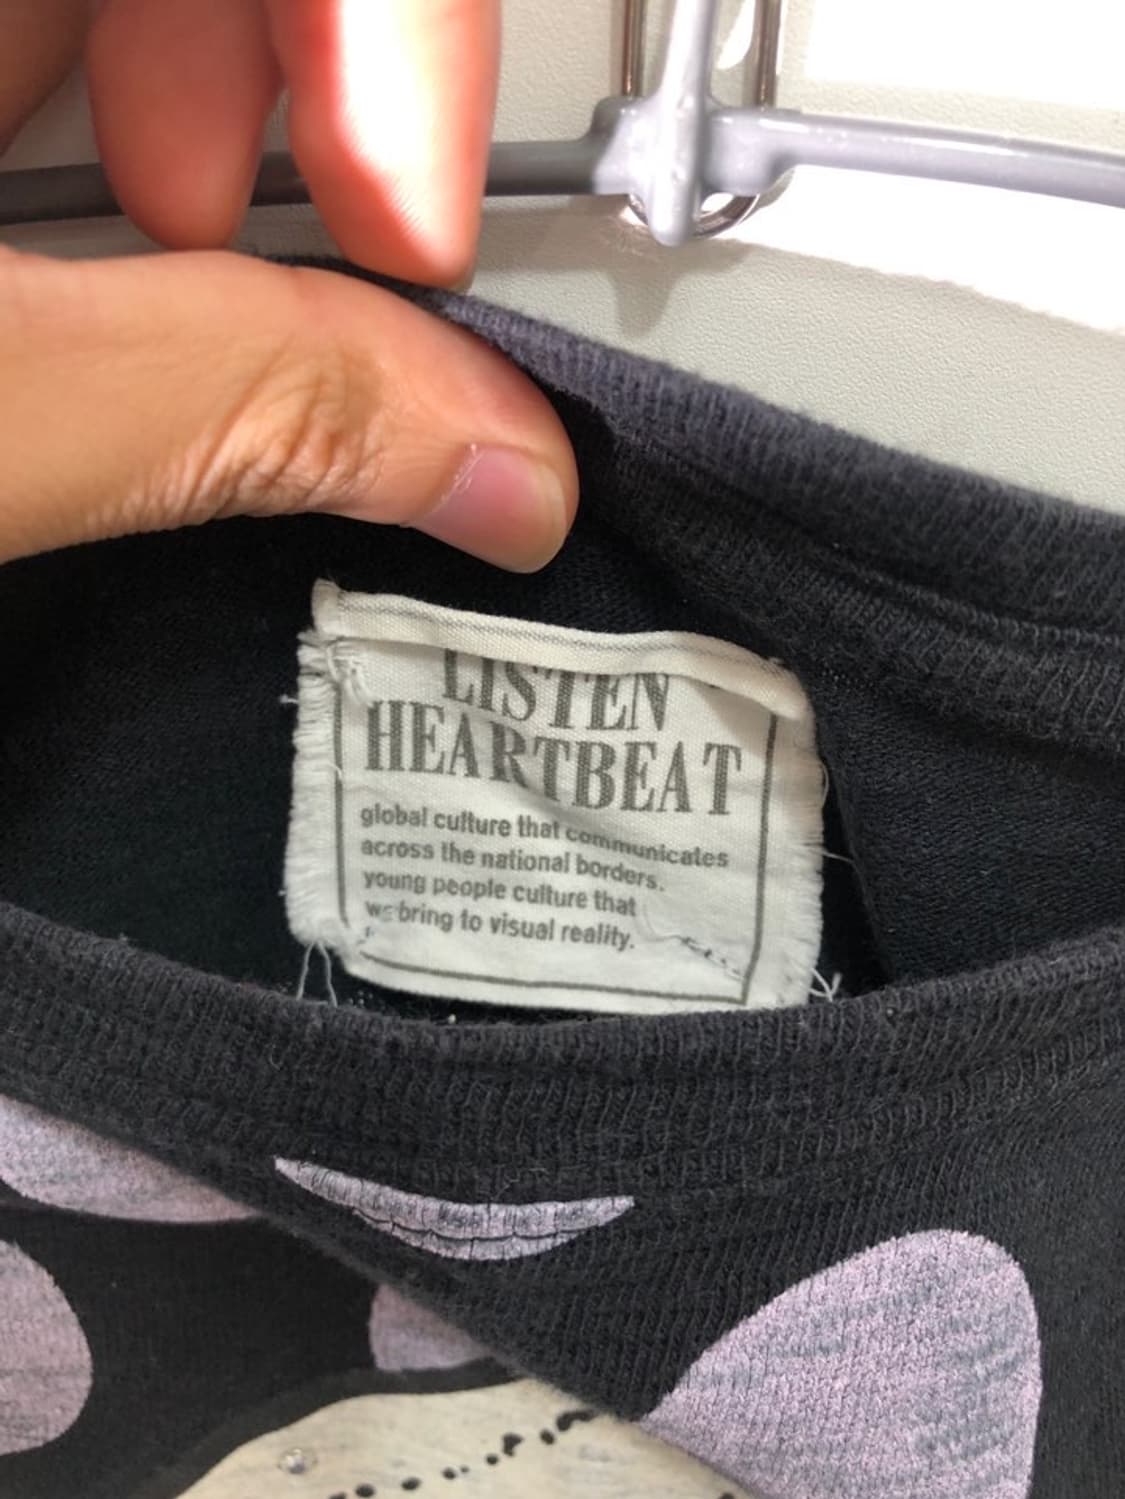 LISTEN
HEARTBEAT
global culture that communicates
across the national borders.
young people culture that
we bring to visual reality.